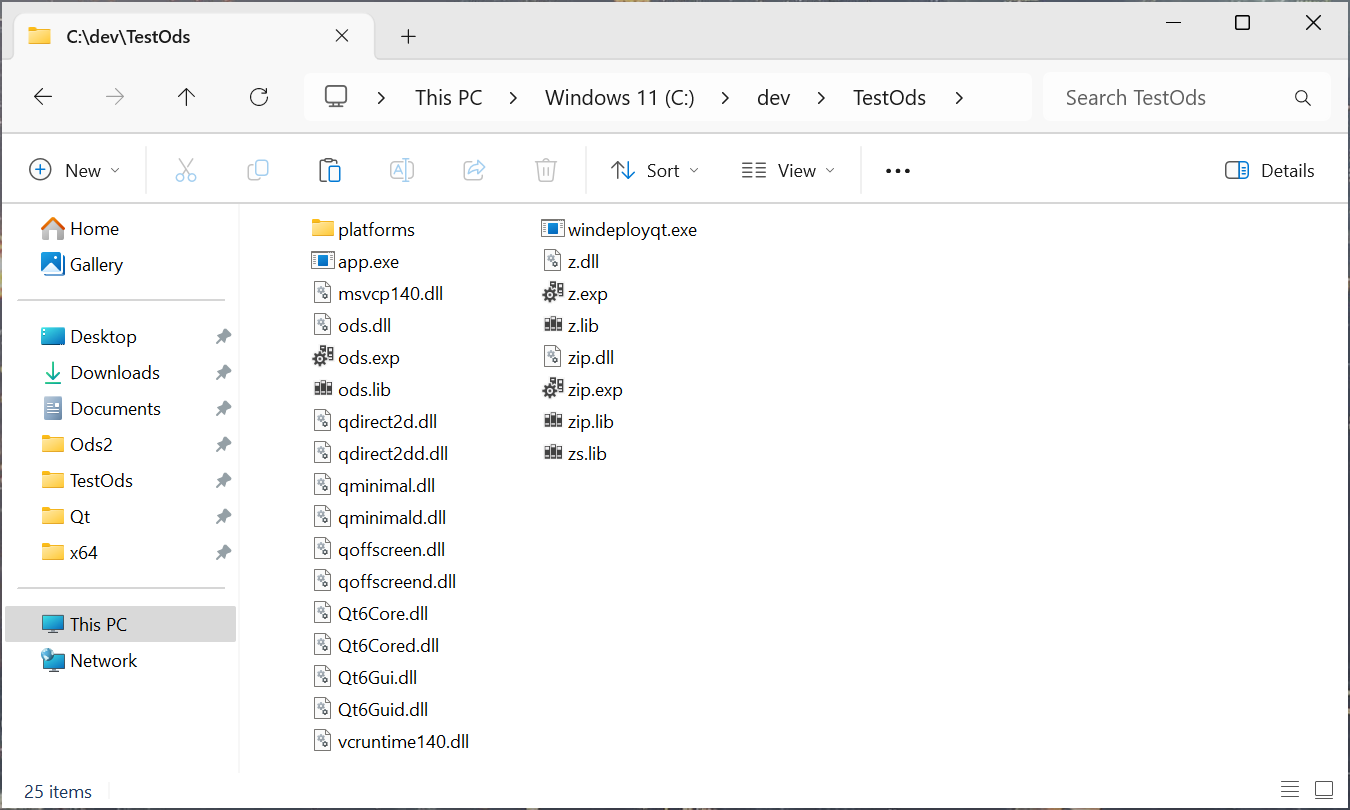 C:\dev\TestOds
This PC
Windows 11 (C:)
dev
TestOds
Search TestOds
New
Sort
View
Details
Home
Gallery
Desktop
Downloads
Documents
Ods2
TestOds
Qt
x64
This PC
Network
platforms
app.exe
msvcp140.dll
ods.dll
ods.exp
ods.lib
qdirect2d.dll
qdirect2dd.dll
qminimal.dll
qminimald.dll
qoffscreen.dll
qoffscreend.dll
Qt6Core.dll
Qt6Cored.dll
Qt6Gui.dll
Qt6Guid.dll
vcruntime140.dll
windeployqt.exe
z.dll
z.exp
z.lib
zip.dll
zip.exp
zip.lib
zs.lib
25 items